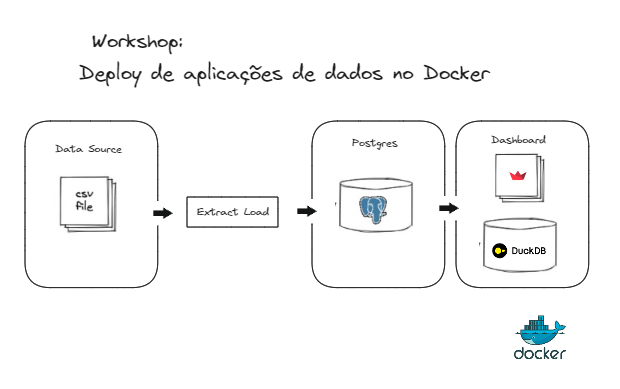 Workshop:
Deploy de aplicações de dados no Docker
Data Source
csv
file
Extract Load
Postgres
Dashboard
DuckDB
docker